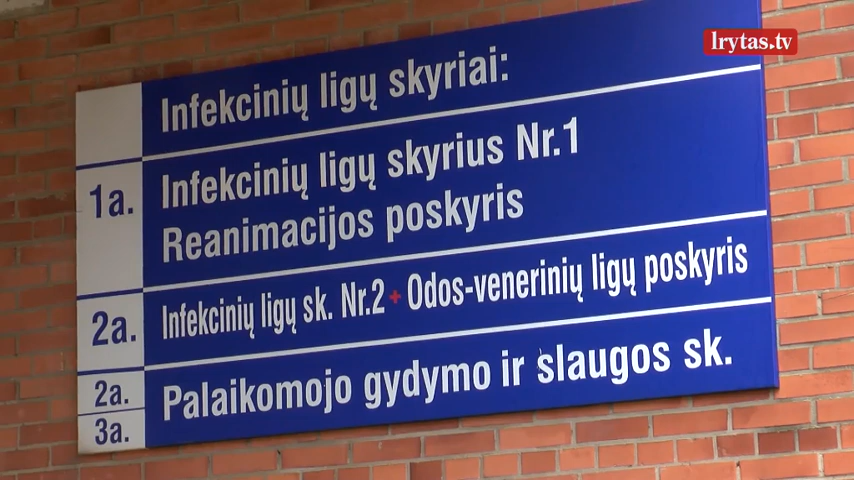 lrytas.tv
Infekcinių ligų skyriai:
1a.
Infekcinių ligų skyrius Nr.1
Reanimacijos poskyris
2a.
Infekcinių ligų sk. Nr.2 + Odos-venerinių ligų poskyris
2a.
3a.
Palaikomojo gydymo ir slaugos sk.